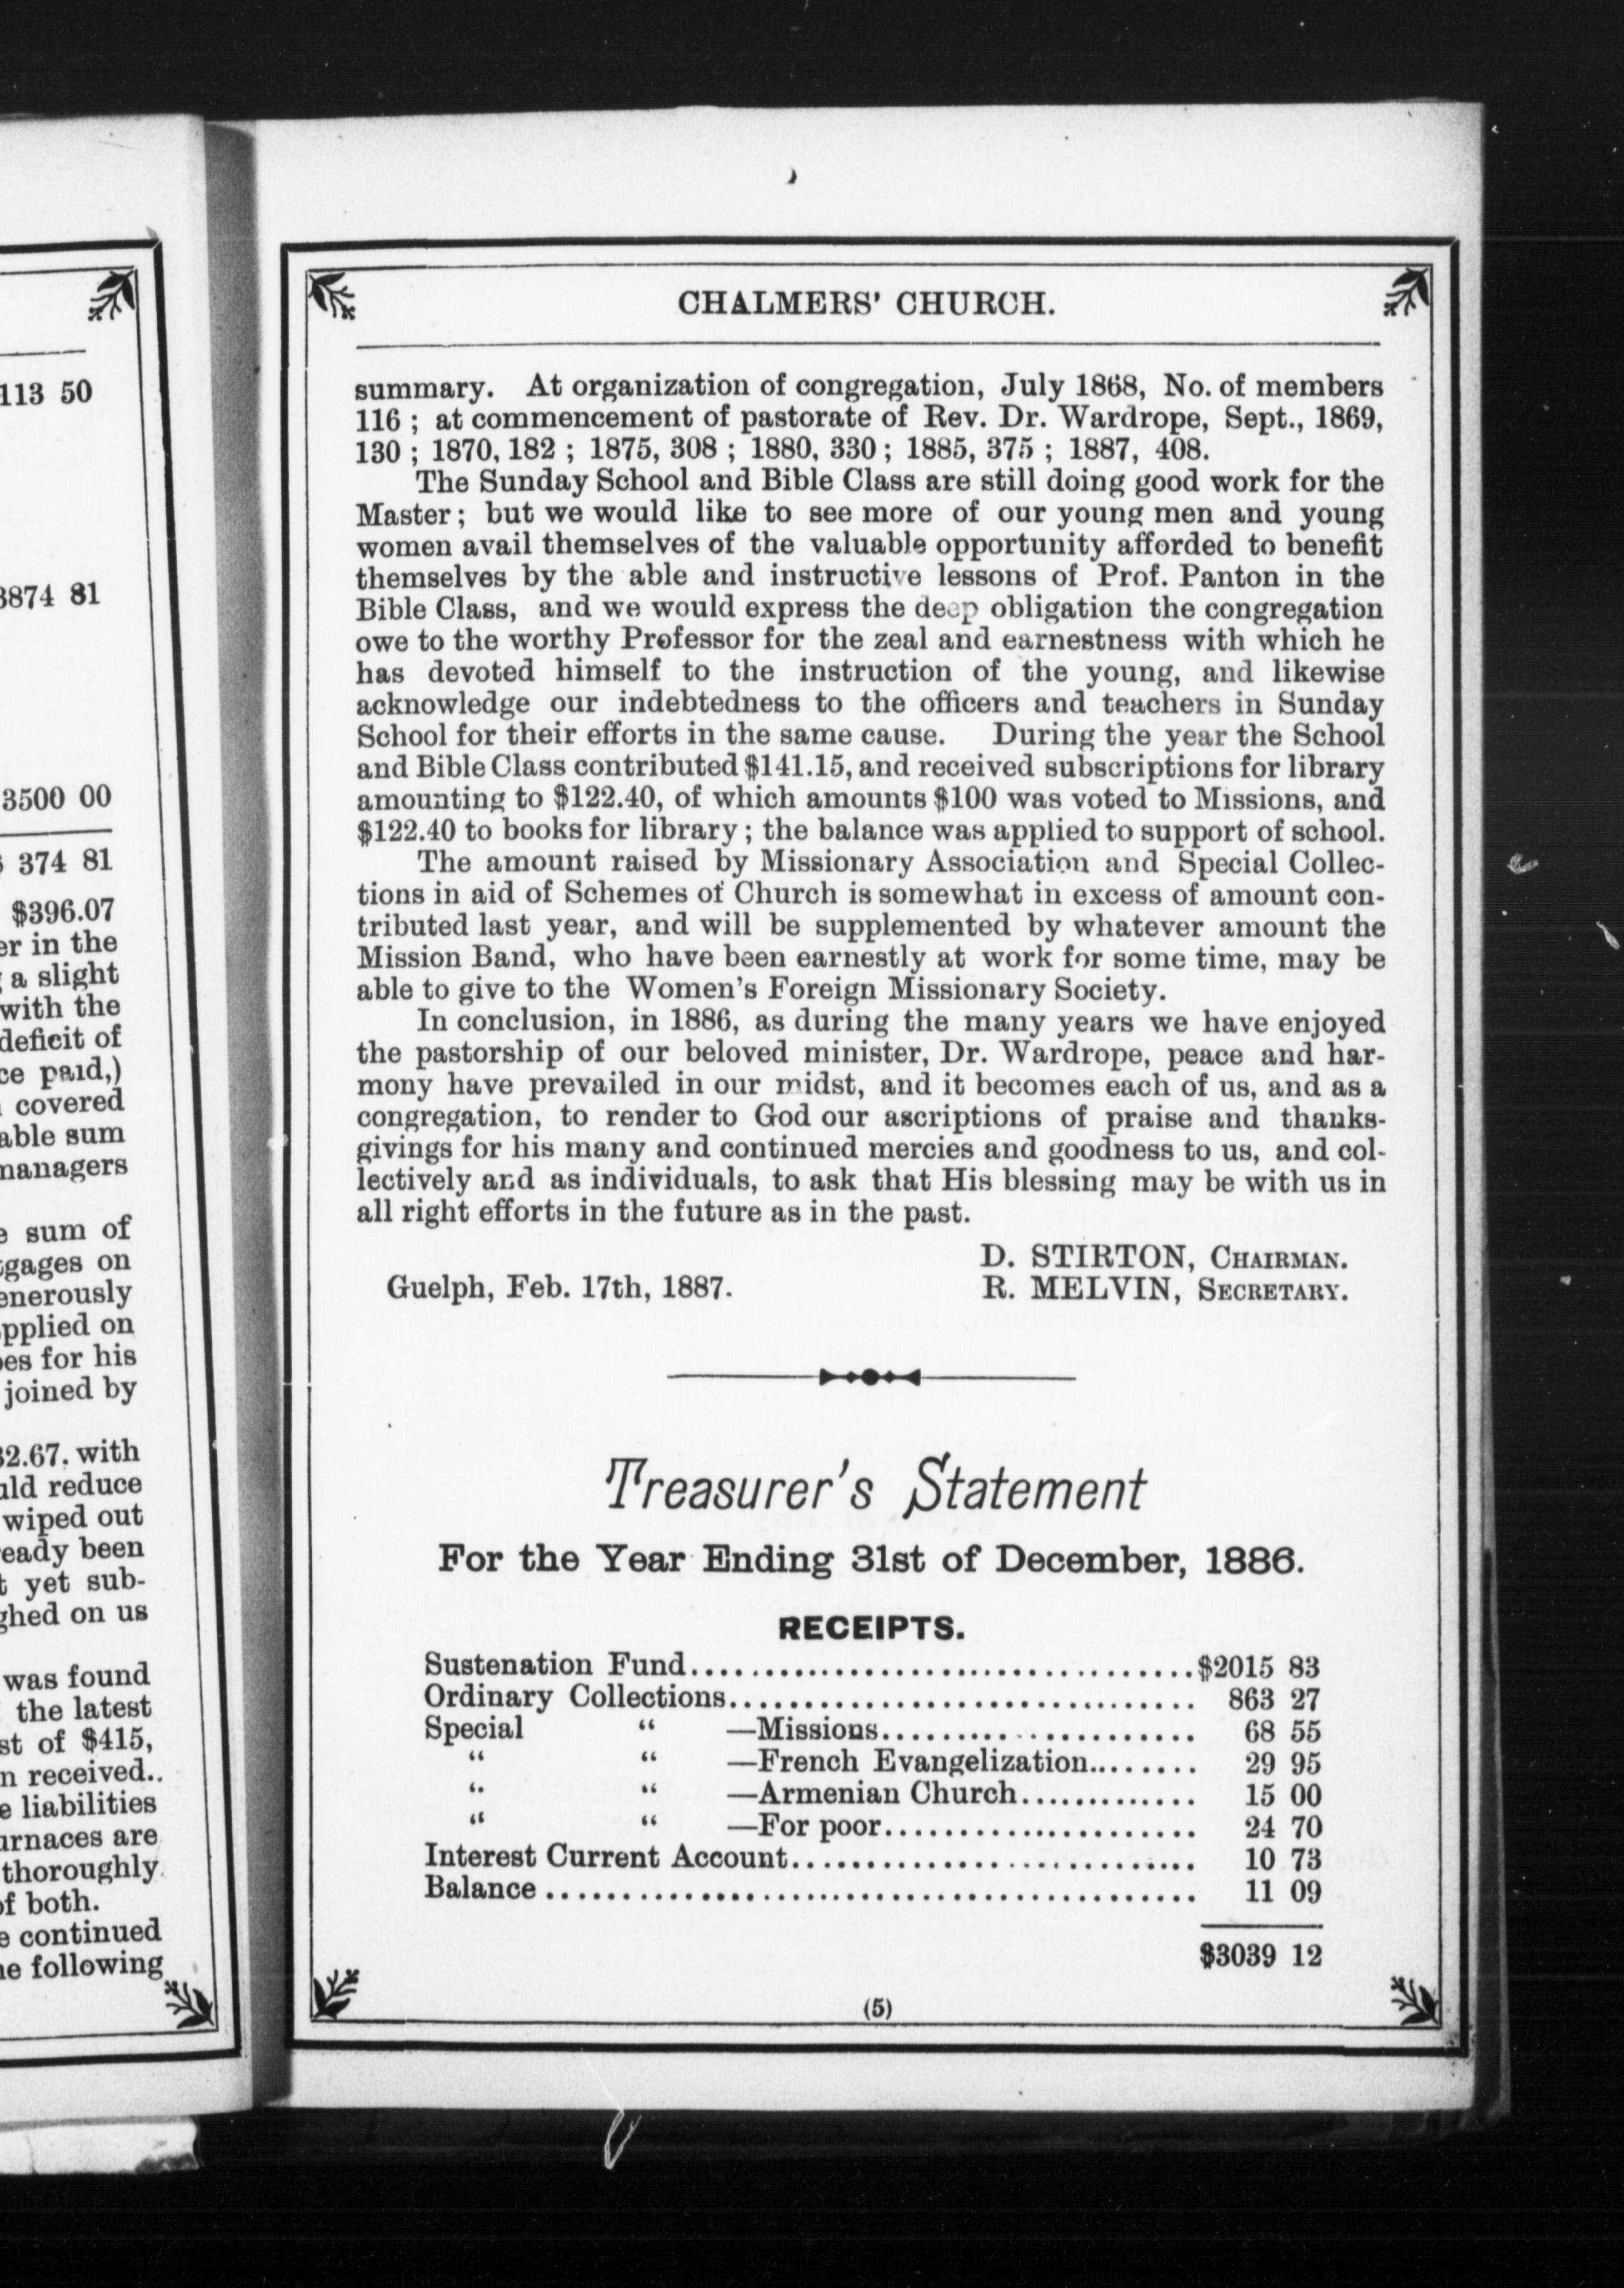 113 50
3874 81
3500 00
374 81
$396.07
er in the
a slight
with the
deficit of
ce paid,)
covered
able sum
managers
e sum of
gages on
enerously
pplied on
es for his
joined by
32.67. with
uld reduce
wiped out
eady been
t yet sub-
ghed on us
was found
the latest
st of $415,
n received..
e liabilities
urnaces are
thoroughly
of both.
e continued
he following
CHALMERS' CHURCH.
summary. At organization of congregation, July 1868, No. of members
116 ; at commencement of pastorate of Rev. Dr. Wardrope, Sept., 1869,
130 ; 1870, 182 ; 1875, 308 ; 1880, 330 ; 1885, 375 ; 1887, 408.
The Sunday School and Bible Class are still doing good work for the
Master ; but we would like to see more of our young men and young
women avail themselves of the valuable opportunity afforded to benefit
themselves by the able and instructive lessons of Prof. Panton in the
Bible Class, and we would express the deep obligation the congregation
owe to the worthy Professor for the zeal and earnestness with which he
has devoted himself to the instruction of the young, and likewise
acknowledge our indebtedness to the officers and teachers in Sunday
School for their efforts in the same cause. During the year the School
and Bible Class contributed $141.15, and received subscriptions for library
amounting to $122.40, of which amounts $100 was voted to Missions, and
$122.40 to books for library ; the balance was applied to support of school.
The amount raised by Missionary Association and Special Collec-
tions in aid of Schemes of Church is somewhat in excess of amount con-
tributed last year, and will be supplemented by whatever amount the
Mission Band, who have been earnestly at work for some time, may be
able to give to the Women's Foreign Missionary Society.
In conclusion, in 1886, as during the many years we have enjoyed
the pastorship of our beloved minister, Dr. Wardrope, peace and har-
mony have prevailed in our midst, and it becomes each of us, and as a
congregation, to render to God our ascriptions of praise and thanks-
givings for his many and continued mercies and goodness to us, and col-
lectively and as individuals, to ask that His blessing may be with us in
all right efforts in the future as in the past.
D. STIRTON, CHAIRMAN.
Guelph, Feb. 17th, 1887. R. MELVIN, SECRETARY.
Treasurer's Statement
For the Year Ending 31st of December, 1886.
RECEIPTS.
Sustenation Fund.................................$2015 83
Ordinary Collections............................... 863 27
Special " —Missions..................... 68 55
" " —French Evangelization........ 29 95
" " —Armenian Church............. 15 00
" " —For poor..................... 24 70
Interest Current Account........................... 10 73
Balance........................................... 11 09
$3039 12
(5)